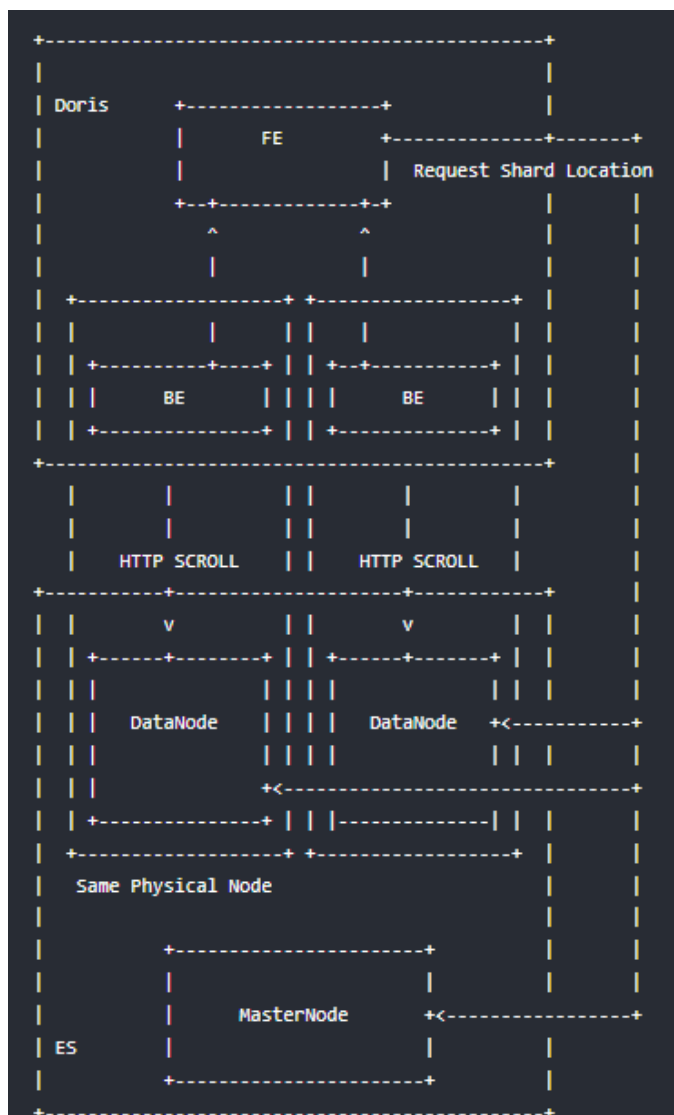 Doris
FE
Request Shard Location
BE BE
HTTP SCROLL HTTP SCROLL
DataNode DataNode
Same Physical Node
MasterNode
ES